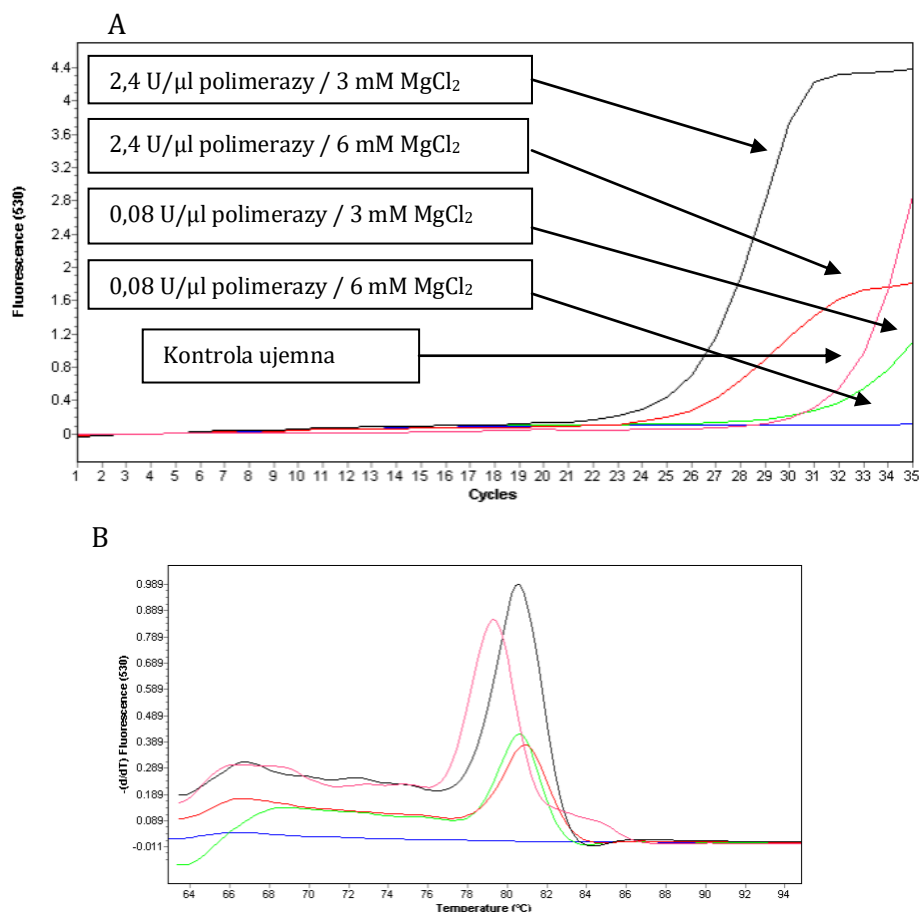 A
4.4
4
3.6
3.2
2.8
2.4
2
1.6
1.2
0.8
0.4
0
Fluorescence (530)
2,4 U/µl polimerazy / 3 mM MgCl₂
2,4 U/µl polimerazy / 6 mM MgCl₂
0,08 U/µl polimerazy / 3 mM MgCl₂
0,08 U/µl polimerazy / 6 mM MgCl₂
Kontrola ujemna
1 2 3 4 5 6 7 8 9 10 11 12 13 14 15 16 17 18 19 20 21 22 23 24 25 26 27 28 29 30 31 32 33 34 35
Cycles
B
0.989
0.889
0.789
0.689
0.589
0.489
0.389
0.289
0.189
0.089
-0.011
-(d/dT) Fluorescence (530)
64 66 68 70 72 74 76 78 80 82 84 86 88 90 92 94
Temperature (°C)